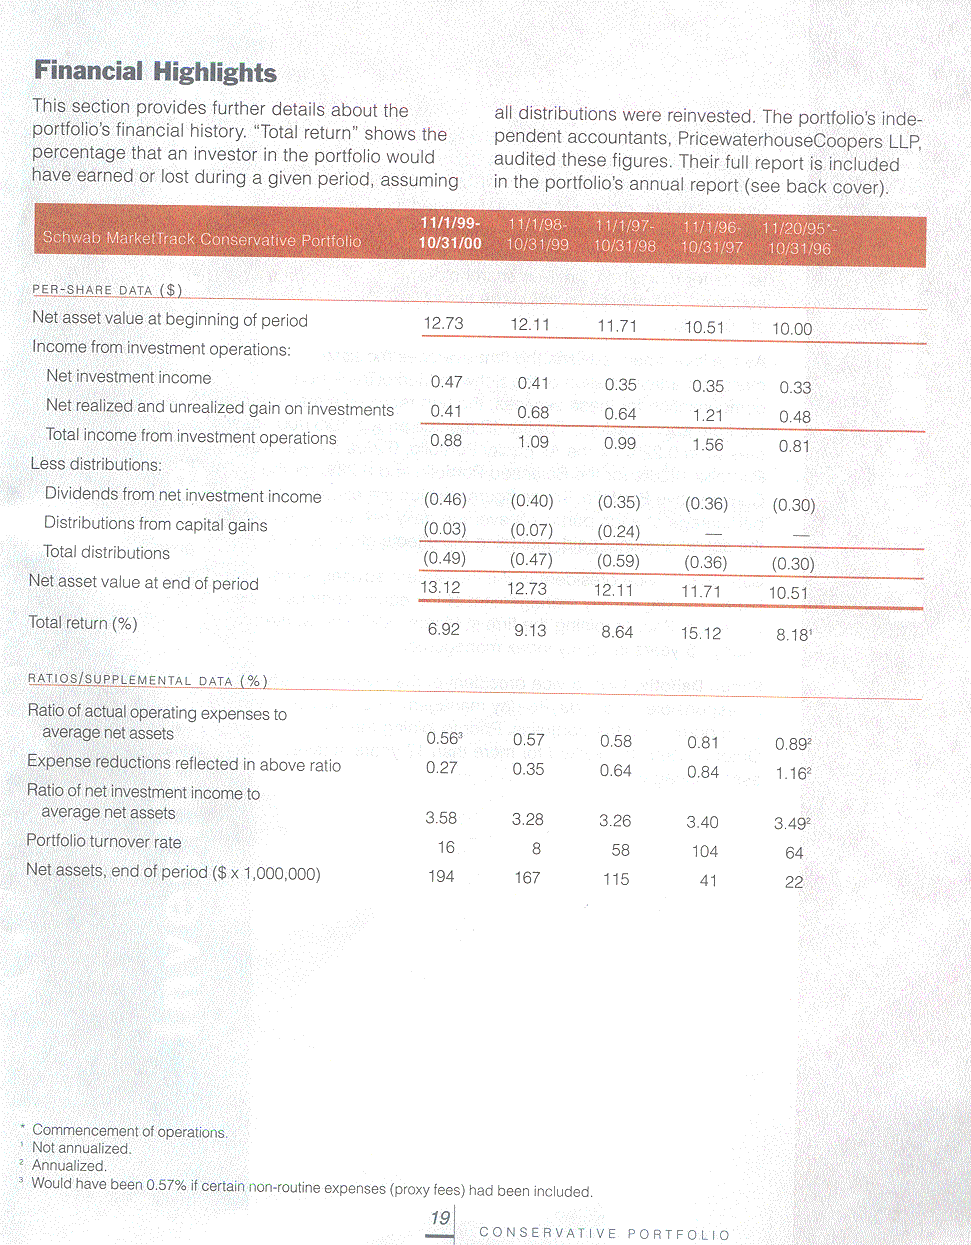 Financial Highlights
This section provides further details about the
portfolio's financial history. “Total return” shows the
percentage that an investor in the portfolio would
have earned or lost during a given period, assuming
all distributions were reinvested. The portfolio's inde-
pendent accountants, PricewaterhouseCoopers LLP,
audited these figures. Their full report is included
in the portfolio's annual report (see back cover).
11/1/99- 11/1/98- 11/1/97- 11/1/96- 11/20/95*-
Schwab MarketTrack Conservative Portfolio 10/31/00 10/31/99 10/31/98 10/31/97 10/31/96
PER-SHARE DATA ($)
Net asset value at beginning of period 12.73 12.11 11.71 10.51 10.00
Income from investment operations:
Net investment income 0.47 0.41 0.35 0.35 0.33
Net realized and unrealized gain on investments 0.41 0.68 0.64 1.21 0.48
Total income from investment operations 0.88 1.09 0.99 1.56 0.81
Less distributions:
Dividends from net investment income (0.46) (0.40) (0.35) (0.36) (0.30)
Distributions from capital gains (0.03) (0.07) (0.24) — —
Total distributions (0.49) (0.47) (0.59) (0.36) (0.30)
Net asset value at end of period 13.12 12.73 12.11 11.71 10.51
Total return (%) 6.92 9.13 8.64 15.12 8.18¹
RATIOS/SUPPLEMENTAL DATA (%)
Ratio of actual operating expenses to
average net assets 0.56³ 0.57 0.58 0.81 0.89²
Expense reductions reflected in above ratio 0.27 0.35 0.64 0.84 1.16²
Ratio of net investment income to
average net assets 3.58 3.28 3.26 3.40 3.49²
Portfolio turnover rate 16 8 58 104 64
Net assets, end of period ($ x 1,000,000) 194 167 115 41 22
* Commencement of operations.
¹ Not annualized.
² Annualized.
³ Would have been 0.57% if certain non-routine expenses (proxy fees) had been included.
19
CONSERVATIVE PORTFOLIO